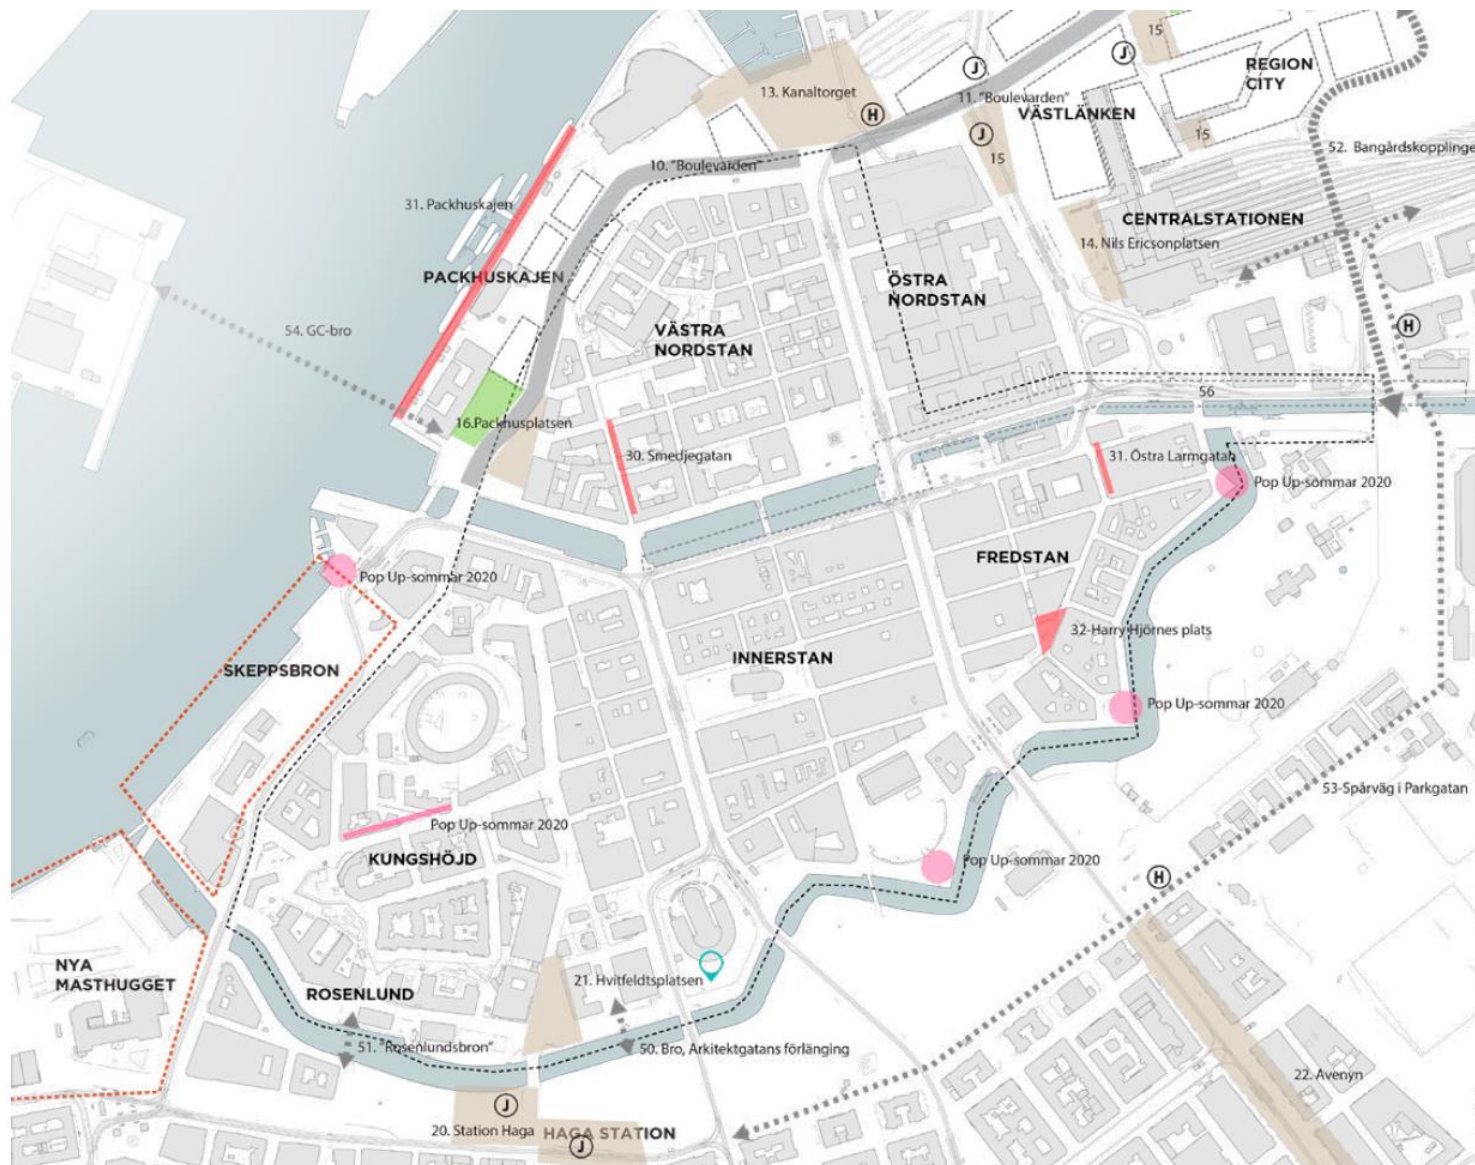 15
J
J
REGION
CITY
13. Kanaltorget
11. "Boulevarden"
H
VÄSTLÄNKEN
J
15
15
52. Bangårdskopplinge
10. "Boulevarden"
31. Packhuskajen
CENTRALSTATIONEN
14. Nils Ericsonplatsen
PACKHUSKAJEN
ÖSTRA
NORDSTAN
54. GC-bro
VÄSTRA
NORDSTAN
H
56
16.Packhusplatsen
30. Smedjegatan
31. Östra Larmgatan
Pop Up-sommar 2020
FREDSTAN
Pop Up-sommar 2020
32-Harry Hjörnes plats
INNERSTAN
SKEPPSBRON
Pop Up-sommar 2020
53-Spårväg i Parkgatan
Pop Up-sommar 2020
KUNGSHÖJD
Pop Up-sommar 2020
H
NYA
MASTHUGGET
21. Hvitfeldtsplatsen
ROSENLUND
51. "Rosenlundsbron"
50. Bro, Arkitektgatans förlänging
22. Avenyn
J
20. Station Haga
HAGA STATION
J